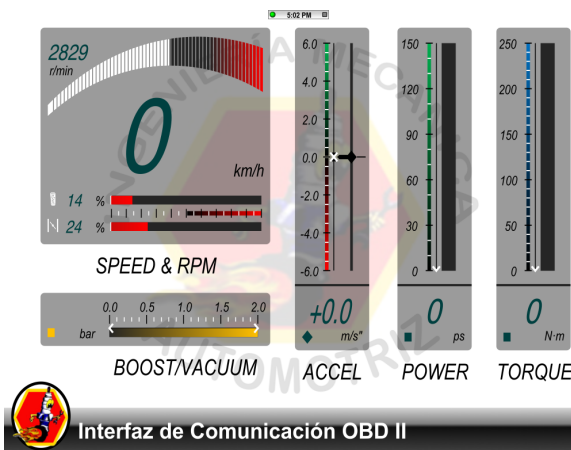 5:02 PM
2829
r/min
0
km/h
14 %
24 %
SPEED & RPM
0.0 0.5 1.0 1.5 2.0
bar
BOOST/VACUUM
6.0
4.0
2.0
0.0
-2.0
-4.0
-6.0
+0.0
m/s"
ACCEL
150
120
90
60
30
0
0
ps
POWER
250
200
150
100
50
0
0
N·m
TORQUE
INGENIERÍA MECÁNICA
AUTOMOTRIZ
Interfaz de Comunicación OBD II